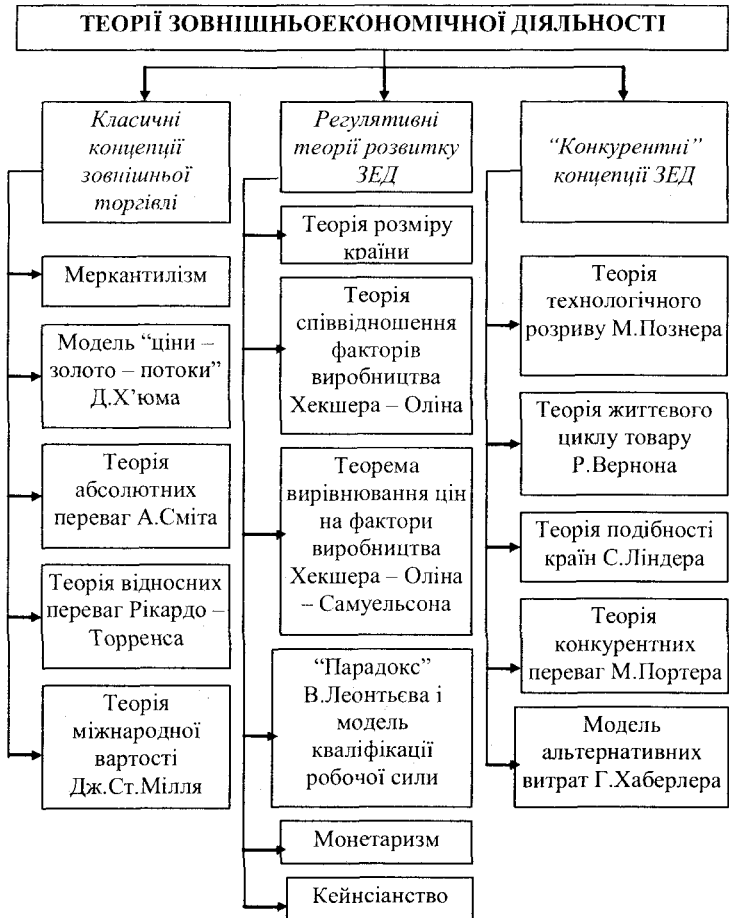 ТЕОРІЇ ЗОВНІШНЬОЕКОНОМІЧНОЇ ДІЯЛЬНОСТІ
Класичні
концепції
зовнішньої
торгівлі
Меркантилізм
Модель “ціни –
золото – потоки”
Д.Х’юма
Теорія
абсолютних
переваг А.Сміта
Теорія відносних
переваг Рікардо –
Торренса
Теорія
міжнародної
вартості
Дж.Ст.Мілля
Регулятивні
теорії розвитку
ЗЕД
Теорія розміру
країни
Теорія
співвідношення
факторів
виробництва
Хекшера – Оліна
Теорема
вирівнювання цін
на фактори
виробництва
Хекшера – Оліна
– Самуельсона
“Парадокс”
В.Леонтьєва і
модель
кваліфікації
робочої сили
Монетаризм
Кейнсіанство
“Конкурентні”
концепції ЗЕД
Теорія
технологічного
розриву М.Познера
Теорія життєвого
циклу товару
Р.Вернона
Теорія подібності
країн С.Ліндера
Теорія
конкурентних
переваг М.Портера
Модель
альтернативних
витрат Г.Хаберлера